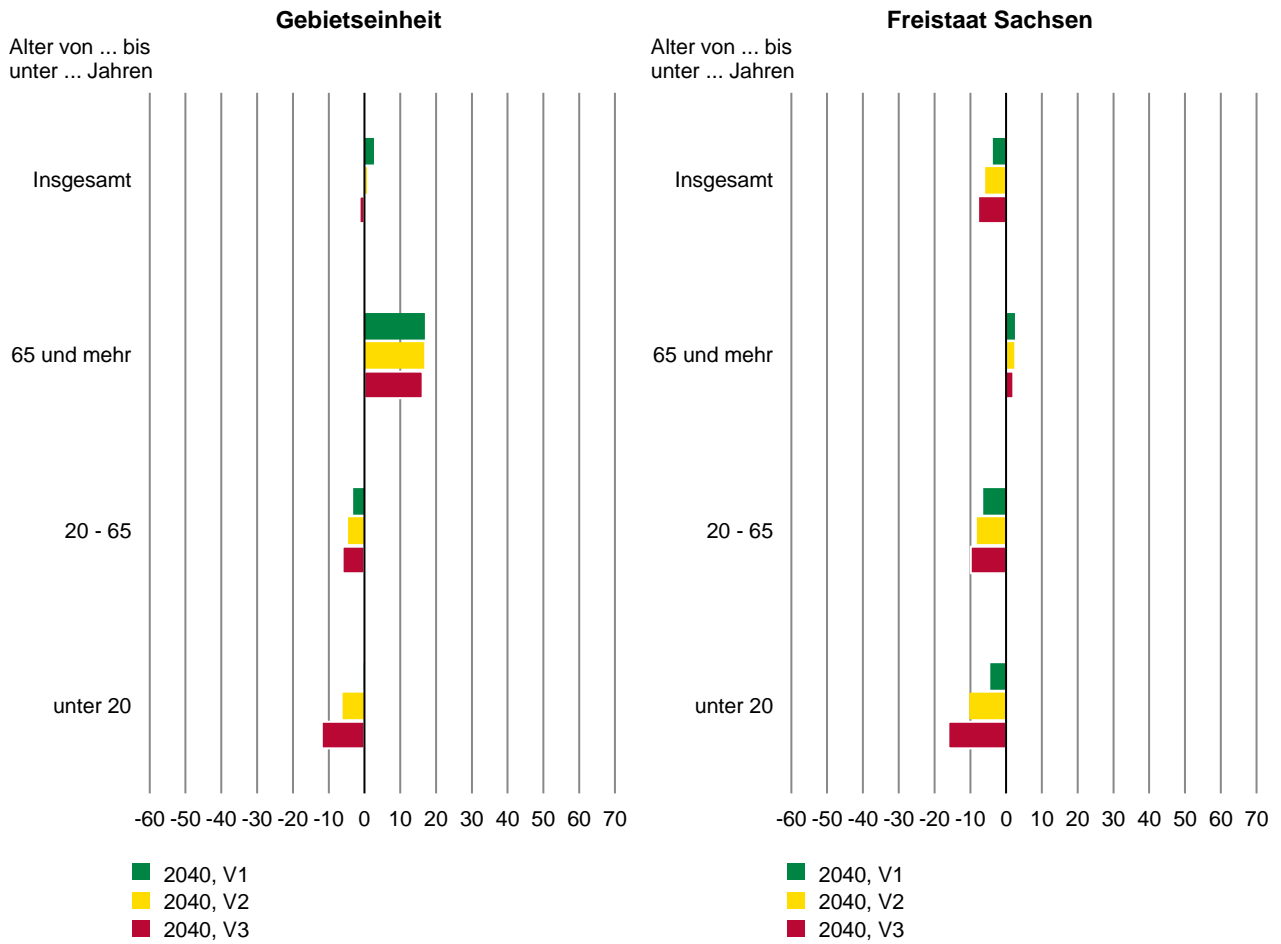 Gebietseinheit
Alter von ... bis
unter ... Jahren
Insgesamt
65 und mehr
20 - 65
unter 20
-60 -50 -40 -30 -20 -10 0 10 20 30 40 50 60 70
2040, V1
2040, V2
2040, V3
Freistaat Sachsen
Alter von ... bis
unter ... Jahren
Insgesamt
65 und mehr
20 - 65
unter 20
-60 -50 -40 -30 -20 -10 0 10 20 30 40 50 60 70
2040, V1
2040, V2
2040, V3